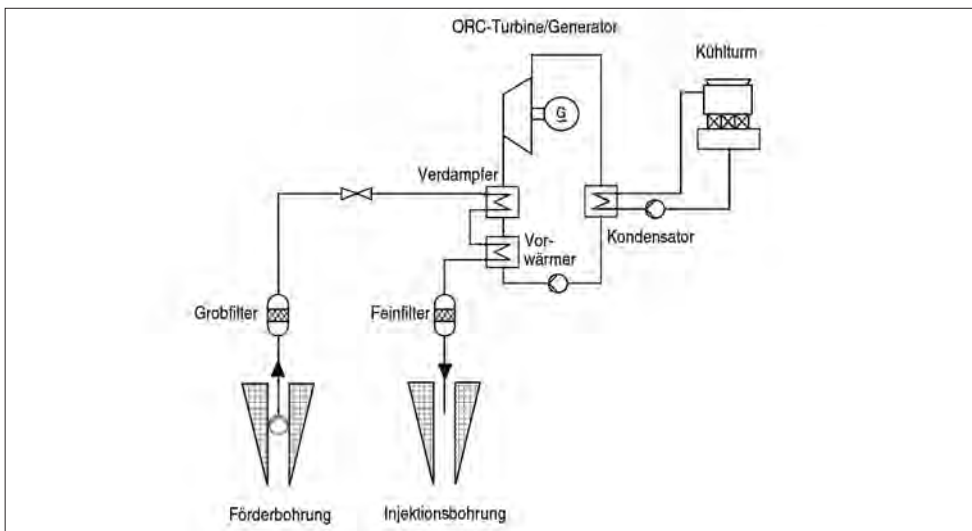 ORC-Turbine/Generator
Kühlturm
G
Verdampfer
Vor-
wärmer
Kondensator
Grobfilter
Feinfilter
Förderbohrung
Injektionsbohrung